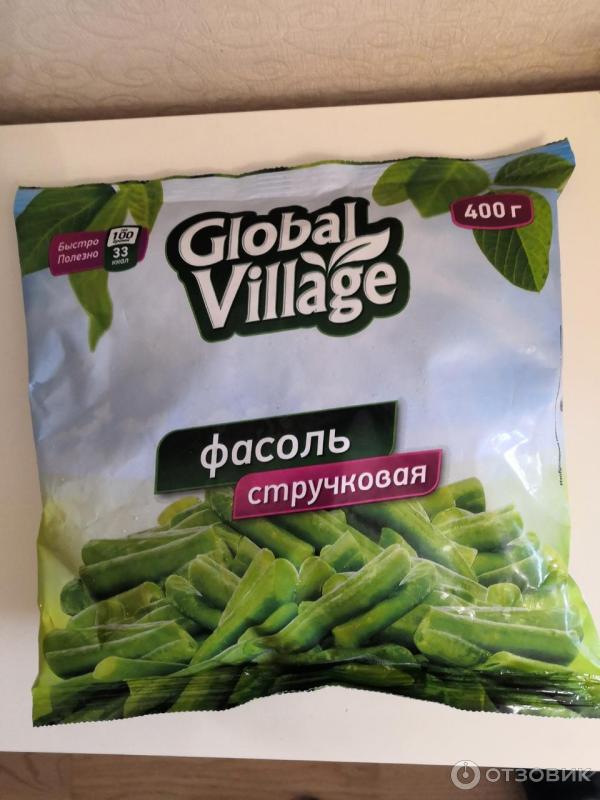 Быстро
Полезно
100
33
ккал
Global
Village
400 г
фасоль
стручковая
ОТЗОВИК